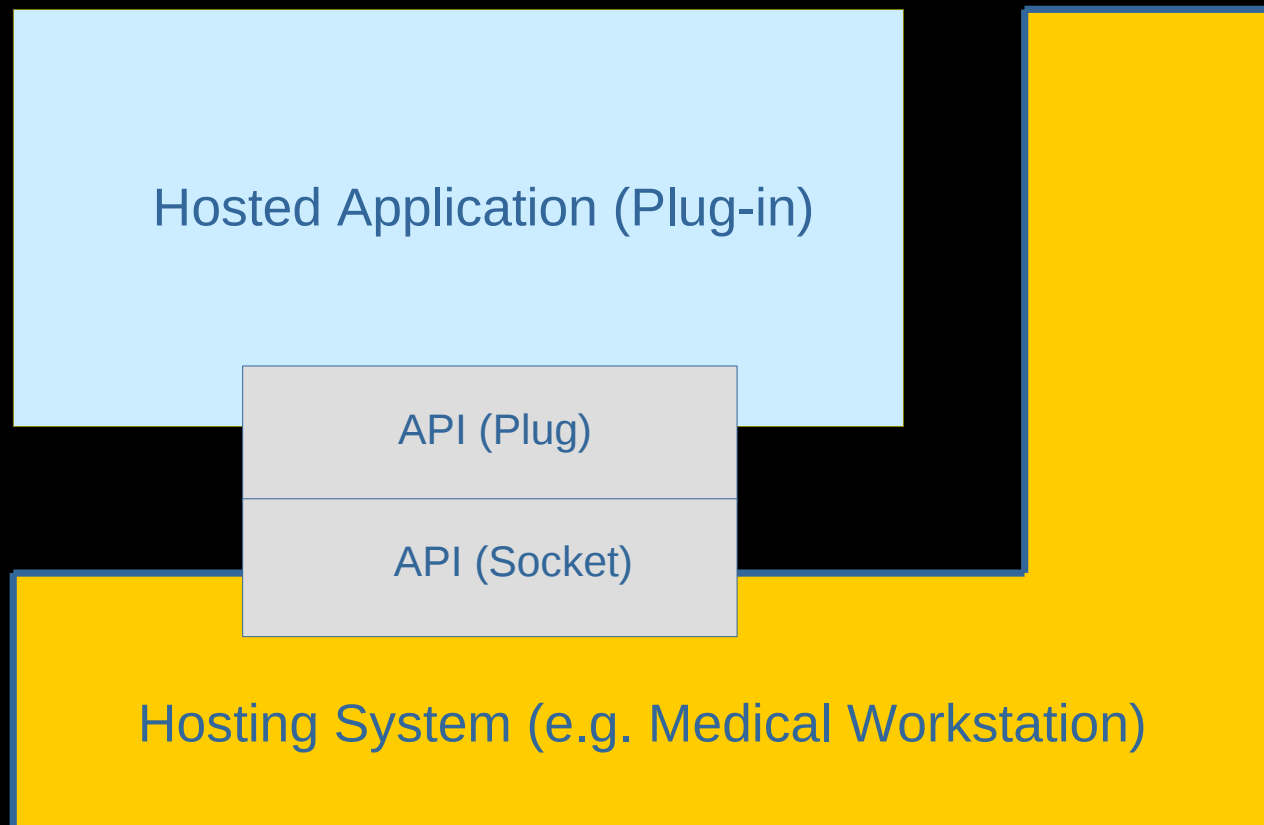 Hosted Application (Plug-in)
API (Plug)
API (Socket)
Hosting System (e.g. Medical Workstation)